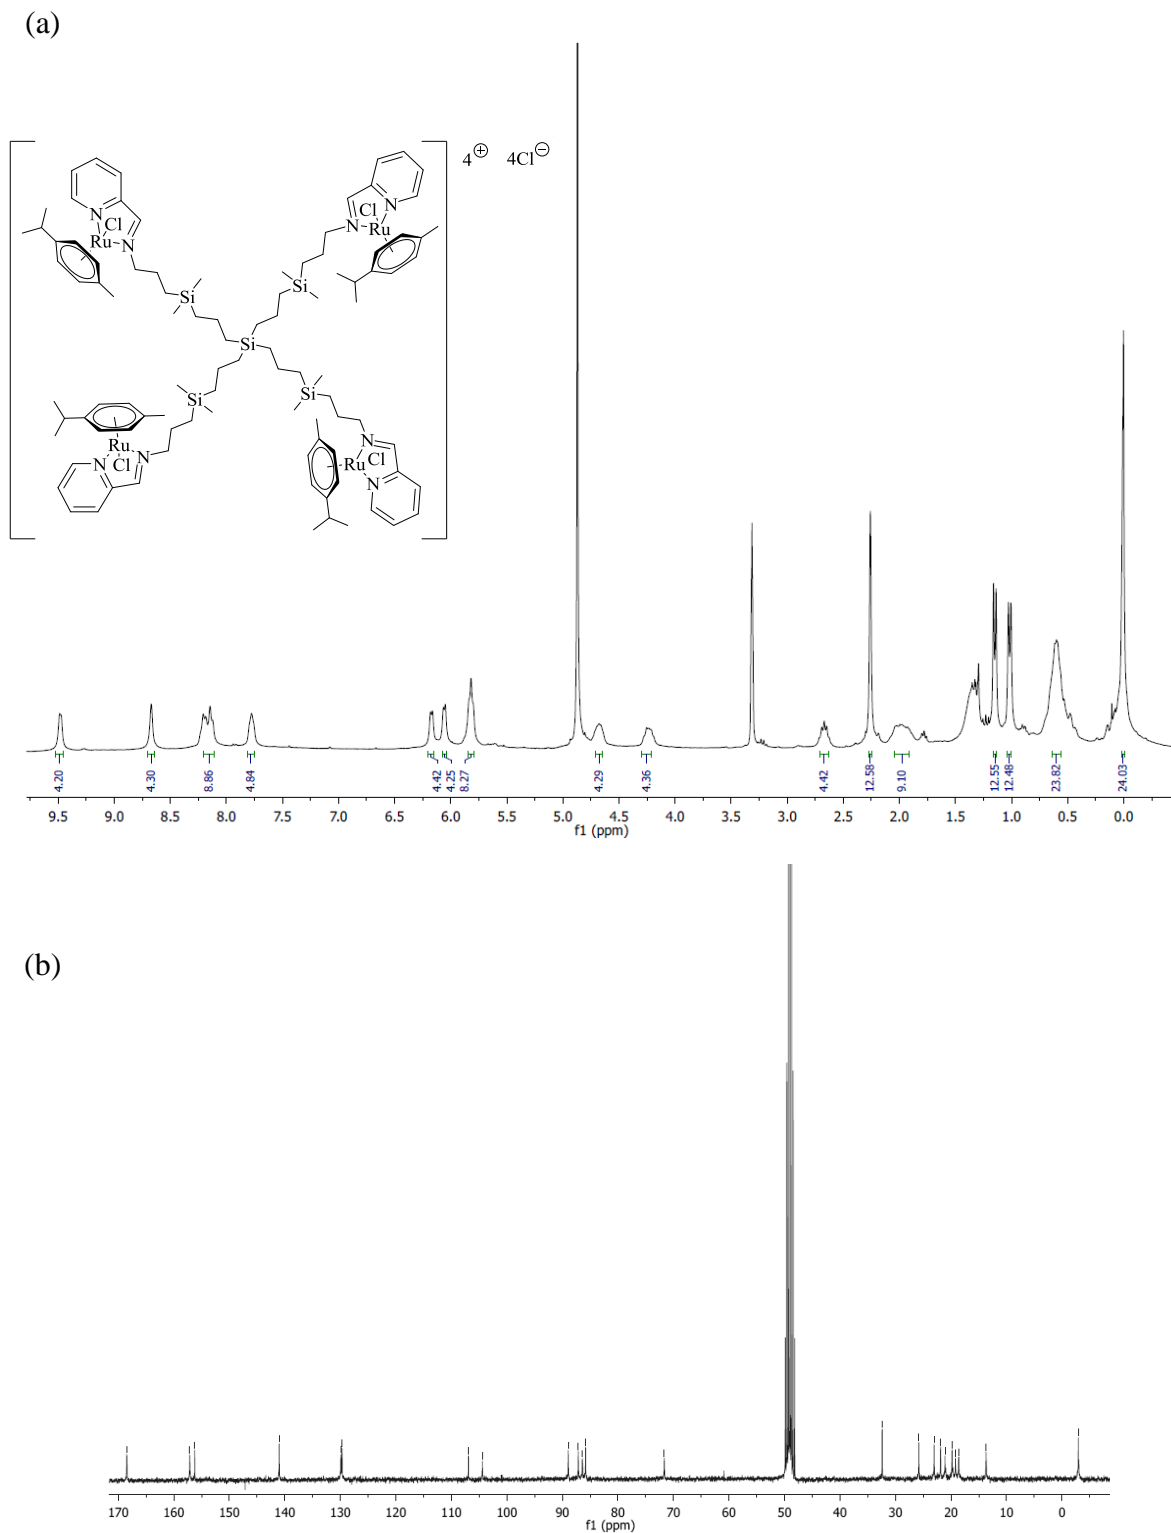 (a)
4⊕ 4Cl⊖
N
Cl
Ru
N
Si
Cl
N
Ru
N
Si
Si
Si
Ru
Cl
N
N
Si
N
Ru
Cl
N
4.20
4.30
8.86
4.84
4.42
4.25
8.27
4.29
4.36
4.42
12.58
9.10
12.55
12.48
23.82
24.03
9.5 9.0 8.5 8.0 7.5 7.0 6.5 6.0 5.5 5.0 4.5 4.0 3.5 3.0 2.5 2.0 1.5 1.0 0.5 0.0
f1 (ppm)
(b)
170 160 150 140 130 120 110 100 90 80 70 60 50 40 30 20 10 0
f1 (ppm)